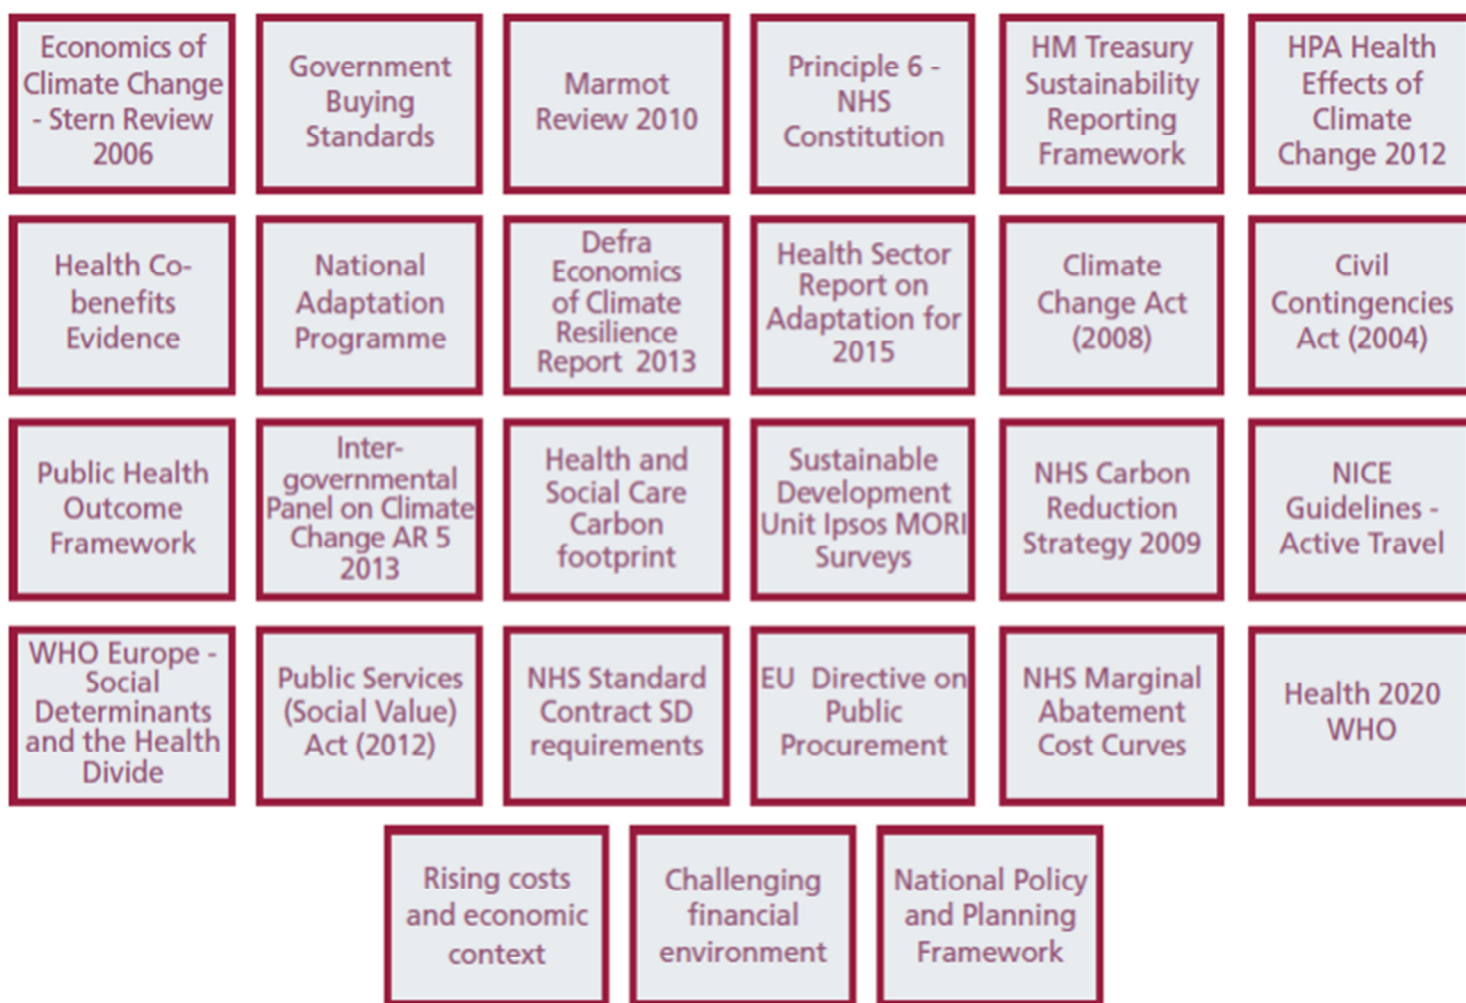 Economics of
Climate Change
- Stern Review
2006
Government
Buying
Standards
Marmot
Review 2010
Principle 6 -
NHS
Constitution
HM Treasury
Sustainability
Reporting
Framework
HPA Health
Effects of
Climate
Change 2012
Health Co-
benefits
Evidence
National
Adaptation
Programme
Defra
Economics
of Climate
Resilience
Report 2013
Health Sector
Report on
Adaptation for
2015
Climate
Change Act
(2008)
Civil
Contingencies
Act (2004)
Public Health
Outcome
Framework
Inter-
governmental
Panel on Climate
Change AR 5
2013
Health and
Social Care
Carbon
footprint
Sustainable
Development
Unit Ipsos MORI
Surveys
NHS Carbon
Reduction
Strategy 2009
NICE
Guidelines -
Active Travel
WHO Europe -
Social
Determinants
and the Health
Divide
Public Services
(Social Value)
Act (2012)
NHS Standard
Contract SD
requirements
EU Directive on
Public
Procurement
NHS Marginal
Abatement
Cost Curves
Health 2020
WHO
Rising costs
and economic
context
Challenging
financial
environment
National Policy
and Planning
Framework